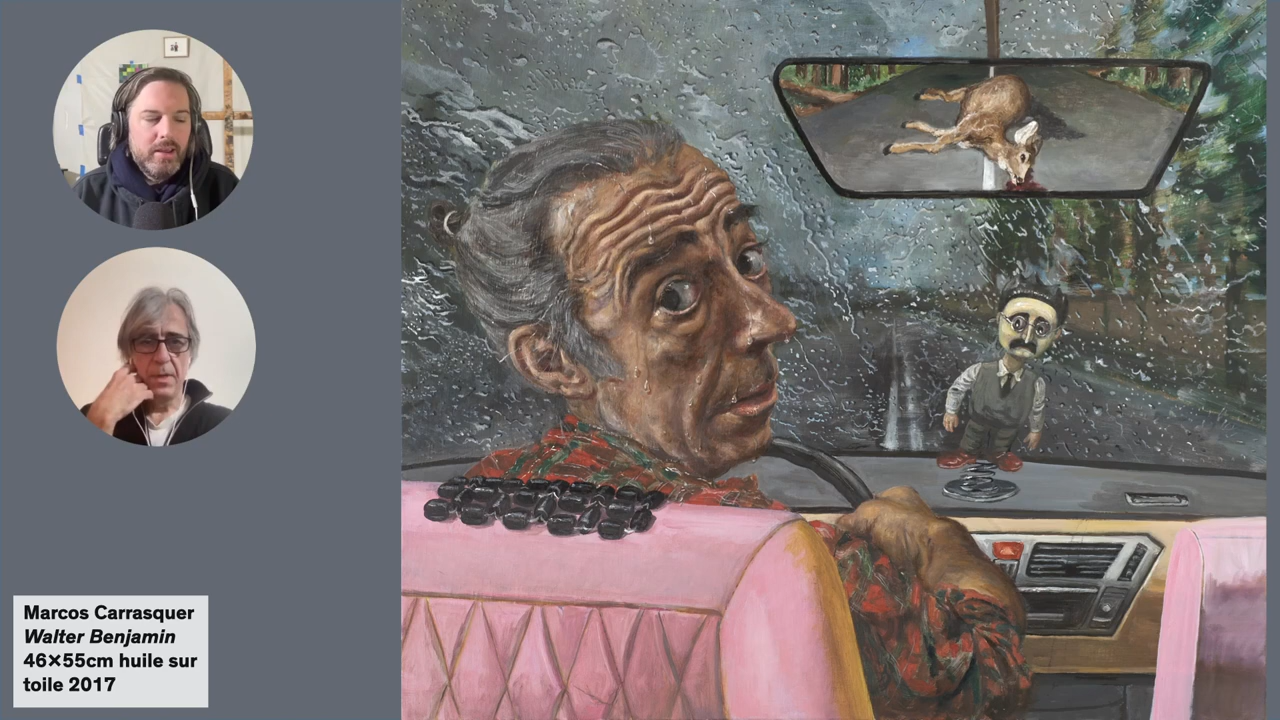 Marcos Carrasquer
Walter Benjamin
46×55cm huile sur
toile 2017